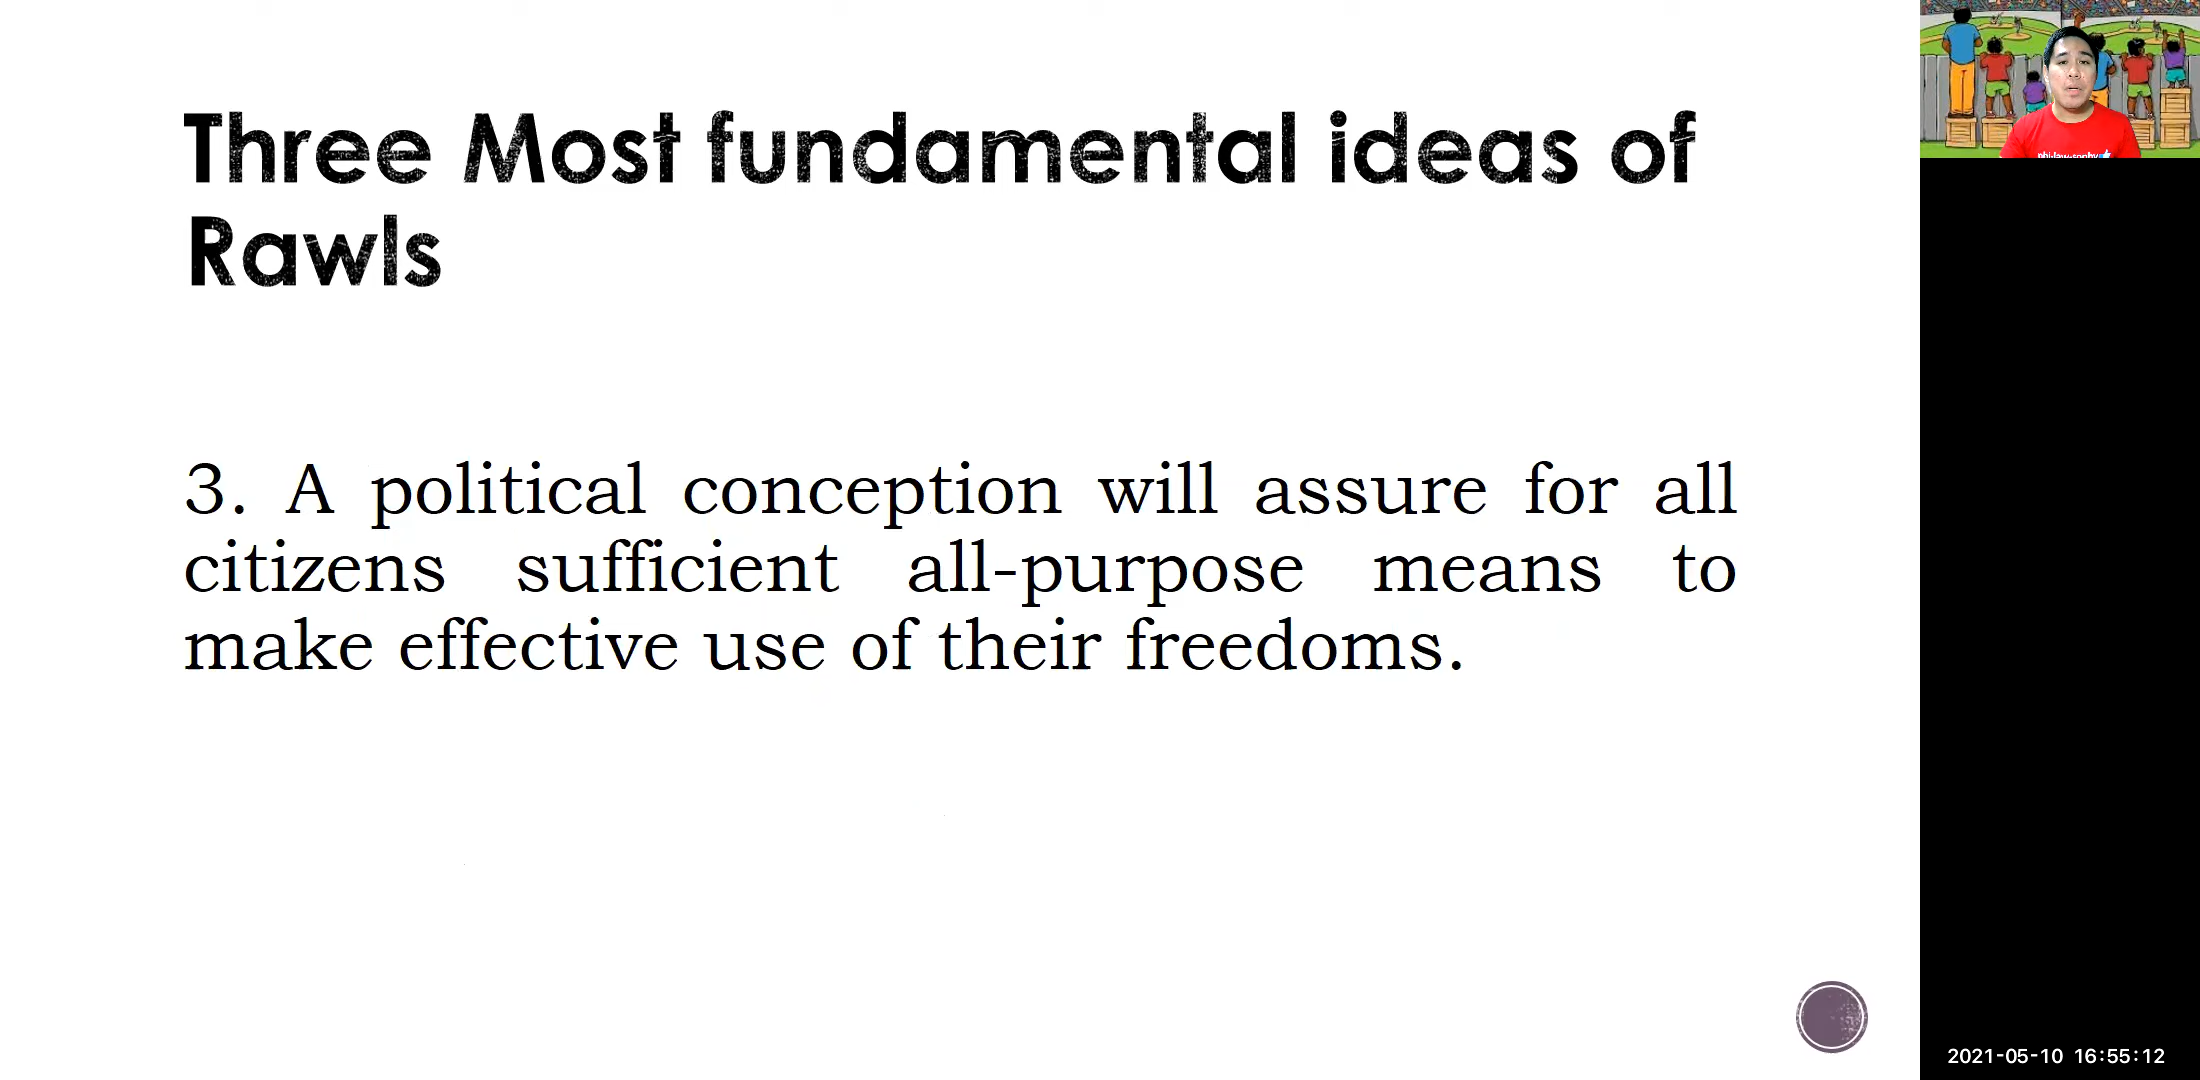 Three Most fundamental ideas of
Rawls
3. A political conception will assure for all
citizens sufficient all-purpose means to
make effective use of their freedoms.
2021-05-10 16:55:12